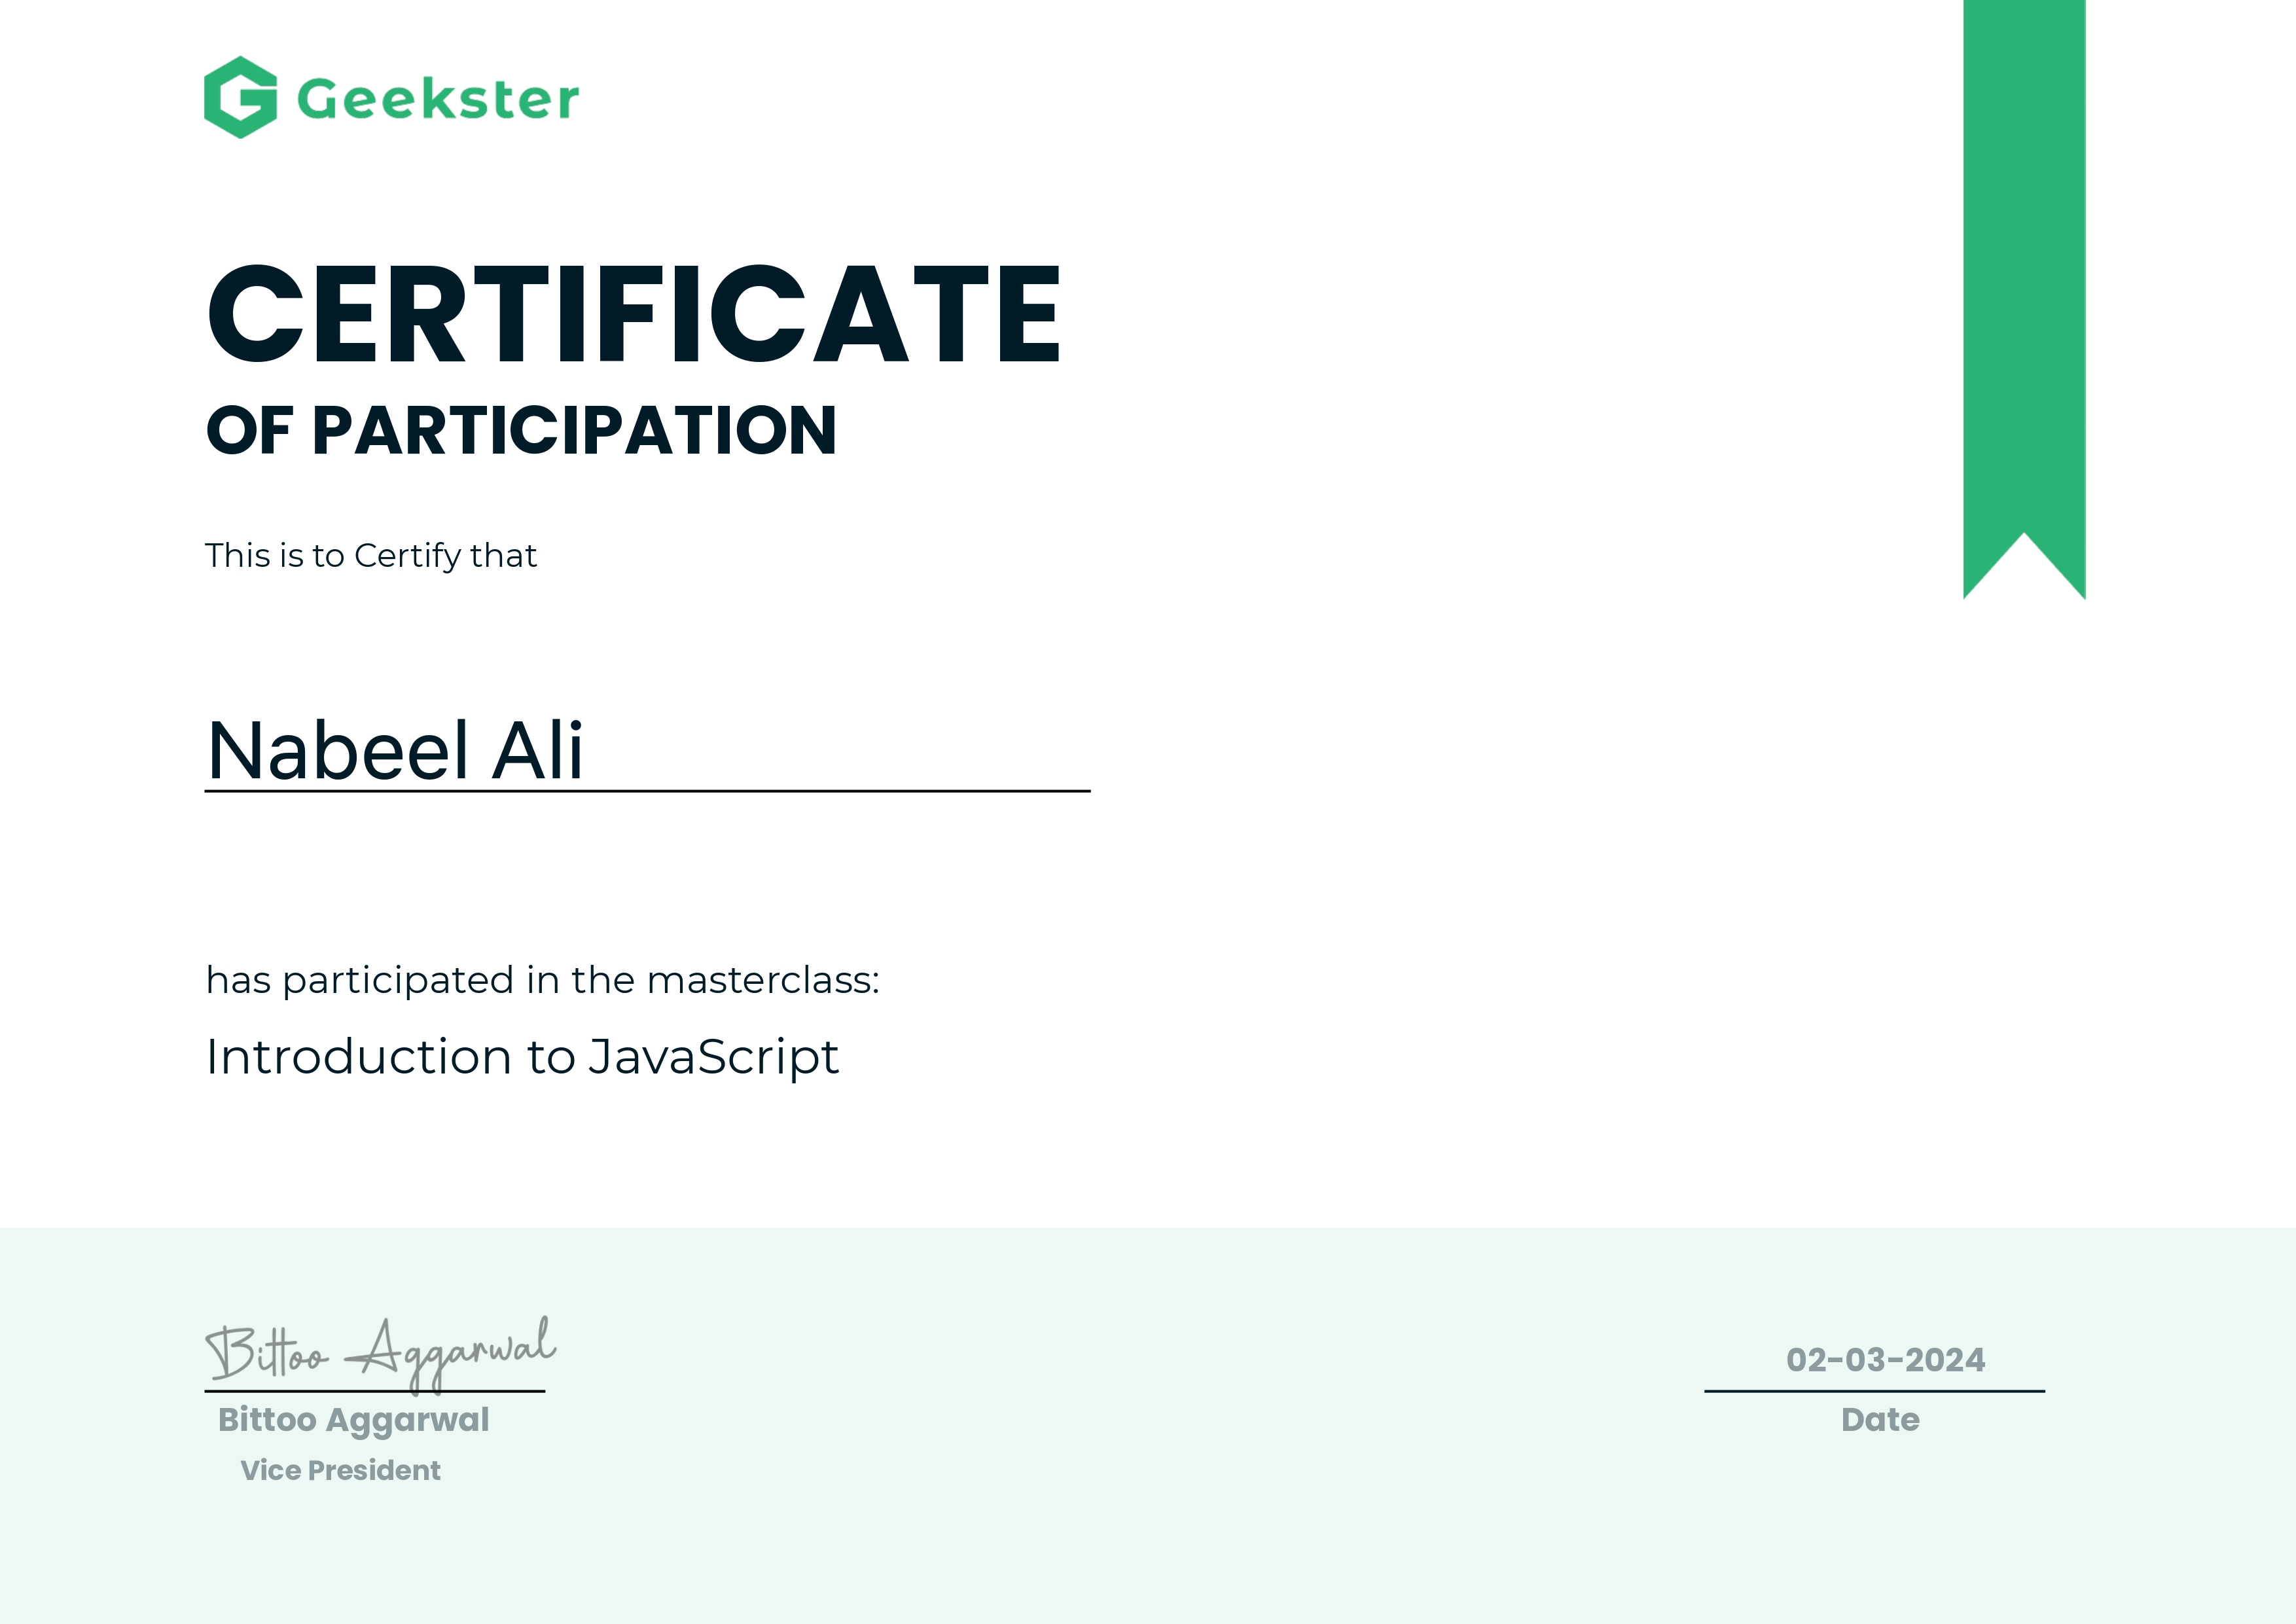 Geekster
CERTIFICATE
OF PARTICIPATION
This is to Certify that
Nabeel Ali
has participated in the masterclass:
Introduction to JavaScript
Bittoo Aggarwal
Bittoo Aggarwal
Vice President
02-03-2024
Date